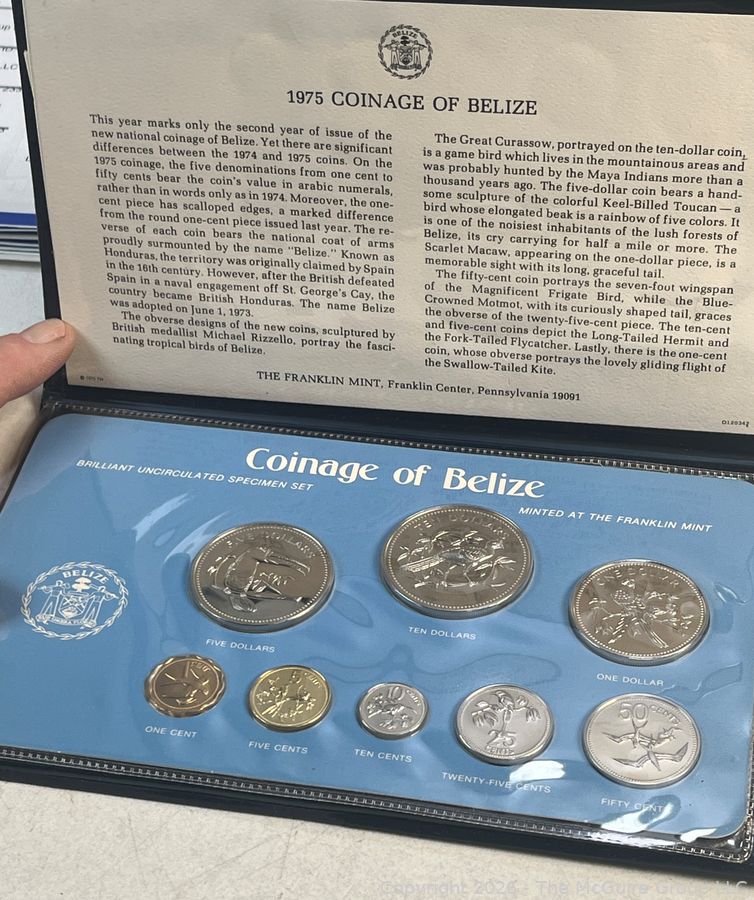 BELIZE
1975 COINAGE OF BELIZE
This year marks only the second year of issue of the
new national coinage of Belize. Yet there are significant
differences between the 1974 and 1975 coins. On the
1975 coinage, the five denominations from one cent to
fifty cents bear the coin's value in arabic numerals,
rather than in words only as in 1974. Moreover, the one-
cent piece has scalloped edges, a marked difference
from the round one-cent piece issued last year. The re-
verse of each coin bears the national coat of arms
proudly surmounted by the name "Belize." Known as
Honduras, the territory was originally claimed by Spain
in the 16th century. However, after the British defeated
Spain in a naval engagement off St. George's Cay, the
country became British Honduras. The name Belize
was adopted on June 1, 1973.
The obverse designs of the new coins, sculptured by
British medallist Michael Rizzello, portray the fasci-
nating tropical birds of Belize.
The Great Curassow, portrayed on the ten-dollar coin,
is a game bird which lives in the mountainous areas and
was probably hunted by the Maya Indians more than a
thousand years ago. The five-dollar coin bears a hand-
some sculpture of the colorful Keel-Billed Toucan — a
bird whose elongated beak is a rainbow of five colors. It
is one of the noisiest inhabitants of the lush forests of
Belize, its cry carrying for half a mile or more. The
Scarlet Macaw, appearing on the one-dollar piece, is a
memorable sight with its long, graceful tail.
The fifty-cent coin portrays the seven-foot wingspan
of the Magnificent Frigate Bird, while the Blue-
Crowned Motmot, with its curiously shaped tail, graces
the obverse of the twenty-five-cent piece. The ten-cent
and five-cent coins depict the Long-Tailed Hermit and
the Fork-Tailed Flycatcher. Lastly, there is the one-cent
coin, whose obverse portrays the lovely gliding flight of
the Swallow-Tailed Kite.
© 1975 FM
THE FRANKLIN MINT, Franklin Center, Pennsylvania 19091
Coinage of Belize
BRILLIANT UNCIRCULATED SPECIMEN SET
MINTED AT THE FRANKLIN MINT
BELIZE
FIVE DOLLARS
TEN DOLLARS
ONE DOLLAR
FIVE DOLLARS
TEN DOLLARS
ONE DOLLAR
5
CENTS
10
CENTS
25
CENTS
50 CENTS
ONE CENT
FIVE CENTS
TEN CENTS
TWENTY-FIVE CENTS
FIFTY CENTS
Copyright 2026 - The McGuire Group LLC